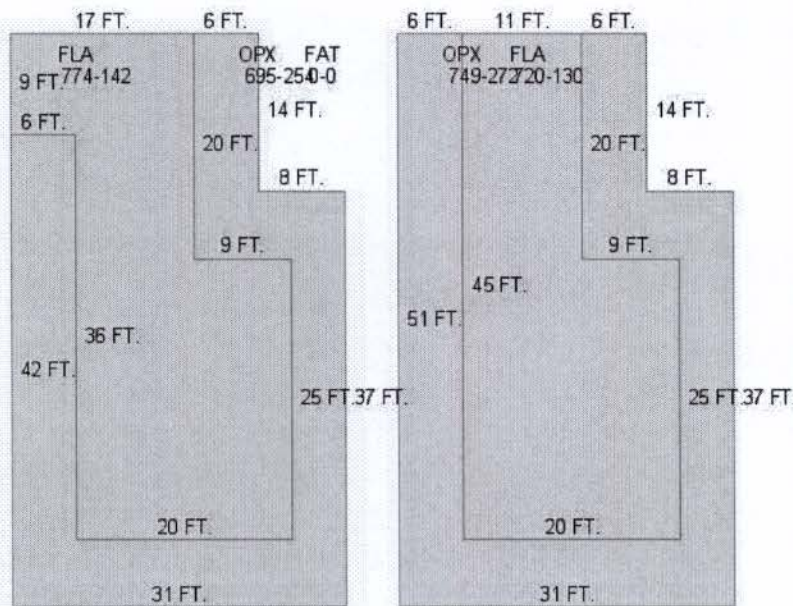 17 FT. 6 FT. 6 FT. 11 FT. 6 FT.
FLA OPX FAT OPX FLA
774-142 695-254 0-0 749-272 720-130
9 FT.
14 FT. 14 FT.
6 FT.
20 FT. 20 FT.
8 FT. 8 FT.
9 FT. 9 FT.
45 FT.
51 FT.
36 FT.
42 FT.
25 FT. 37 FT. 25 FT. 37 FT.
20 FT. 20 FT.
31 FT. 31 FT.